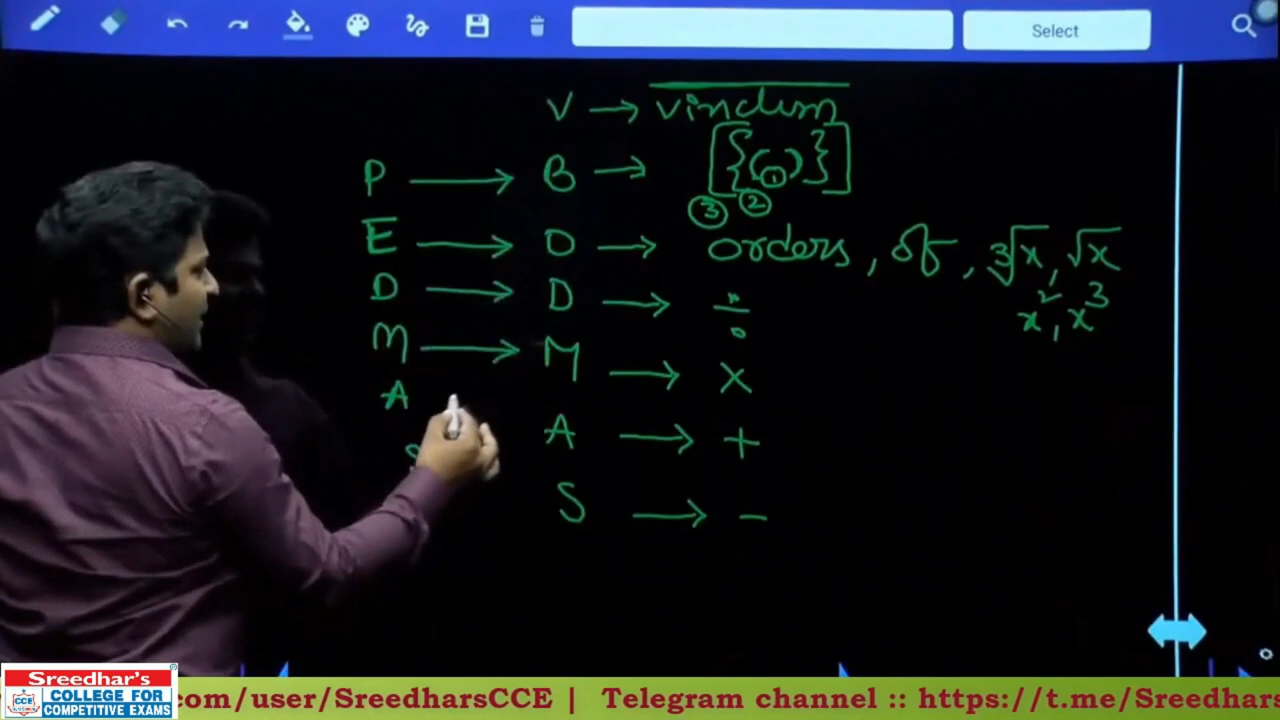 Select
V → vinculum
P → B → [{(1)}]
3 2
E → O → orders, of, ∛x, √x
x², x³
D → D → ÷
M → M → ×
A A → +
S → −
Sreedhar's
CCE
COLLEGE FOR
COMPETITIVE EXAMS
.com/user/SreedharsCCE | Telegram channel :: https://t.me/Sreedhars